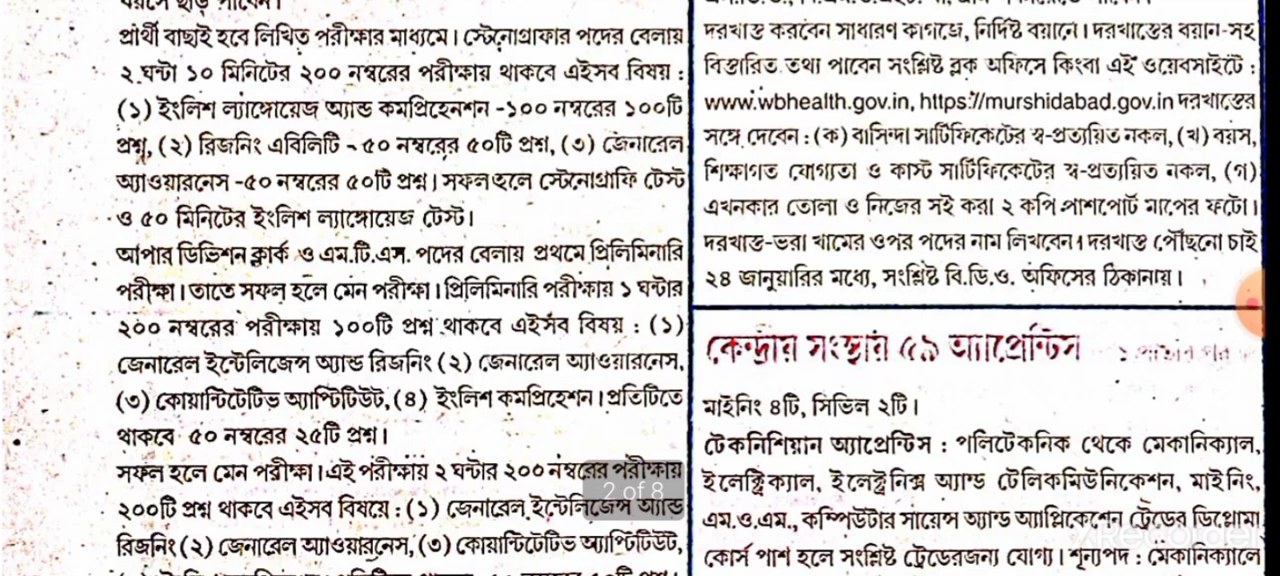 বয়সে ছাড় পাবেন।
প্রার্থী বাছাই হবে লিখিত পরীক্ষার মাধ্যমে। স্টেনোগ্রাফার পদের বেলায়
২ ঘন্টা ১০ মিনিটের ২০০ নম্বরের পরীক্ষায় থাকবে এইসব বিষয় :
(১) ইংলিশ ল্যাঙ্গোয়েজ অ্যান্ড কমপ্রিহেনশন -১০০ নম্বরের ১০০টি
প্রশ্ন, (২) রিজনিং এবিলিটি - ৫০ নম্বরের ৫০টি প্রশ্ন, (৩) জেনারেল
অ্যাওয়ারনেস -৫০ নম্বরের ৫০টি প্রশ্ন। সফল হলে স্টেনোগ্রাফি টেস্ট
ও ৫০ মিনিটের ইংলিশ ল্যাঙ্গোয়েজ টেস্ট।
আপার ডিভিশন ক্লার্ক ও এম.টি.এস. পদের বেলায় প্রথমে প্রিলিমিনারি
পরীক্ষা। তাতে সফল হলে মেন পরীক্ষা। প্রিলিমিনারি পরীক্ষায় ১ ঘন্টার
২০০ নম্বরের পরীক্ষায় ১০০টি প্রশ্ন থাকবে এইসব বিষয় : (১)
জেনারেল ইন্টেলিজেন্স অ্যান্ড রিজনিং (২) জেনারেল অ্যাওয়ারনেস,
(৩) কোয়ান্টিটেটিভ অ্যাপ্টিটিউট, (৪) ইংলিশ কমপ্রিহেশন। প্রতিটিতে
থাকবে ৫০ নম্বরের ২৫টি প্রশ্ন।
সফল হলে মেন পরীক্ষা। এই পরীক্ষায় ২ ঘন্টার ২০০ নম্বরের পরীক্ষায়
২০০টি প্রশ্ন থাকবে এইসব বিষয়ে : (১) জেনারেল ইন্টেলিজেন্স অ্যান্ড
রিজনিং (২) জেনারেল অ্যাওয়ারনেস, (৩) কোয়ান্টিটেটিভ অ্যাপ্টিটিউট,
2 of 8
দরখাস্ত করবেন সাধারণ কাগজে, নির্দিষ্ট বয়ানে। দরখাস্তের বয়ান-সহ
বিস্তারিত তথ্য পাবেন সংশ্লিষ্ট ব্লক অফিসে কিংবা এই ওয়েবসাইটে :
www.wbhealth.gov.in, https://murshidabad.gov.in দরখাস্তের
সঙ্গে দেবেন : (ক) বাসিন্দা সার্টিফিকেটের স্ব-প্রত্যয়িত নকল, (খ) বয়স,
শিক্ষাগত যোগ্যতা ও কাস্ট সার্টিফিকেটের স্ব-প্রত্যয়িত নকল, (গ)
এখনকার তোলা ও নিজের সই করা ২ কপি পাশপোর্ট মাপের ফটো।
দরখাস্ত-ভরা খামের ওপর পদের নাম লিখবেন। দরখাস্ত পৌঁছনো চাই
২৪ জানুয়ারির মধ্যে, সংশ্লিষ্ট বি.ডি.ও. অফিসের ঠিকানায়।
কেন্দ্রীয় সংস্থায় ৫৯ অ্যাপ্রেন্টিস ১ পাতার পর
মাইনিং ৪টি, সিভিল ২টি।
টেকনিশিয়ান অ্যাপ্রেন্টিস : পলিটেকনিক থেকে মেকানিক্যাল,
ইলেক্ট্রিক্যাল, ইলেক্ট্রনিক্স অ্যান্ড টেলিকমিউনিকেশন, মাইনিং,
এম.ও.এম., কম্পিউটার সায়েন্স অ্যান্ড অ্যাপ্লিকেশেন ট্রেডের ডিপ্লোমা
কোর্স পাশ হলে সংশ্লিষ্ট ট্রেডেরজন্য যোগ্য। শূন্যপদ : মেকানিক্যালে
XRecorder